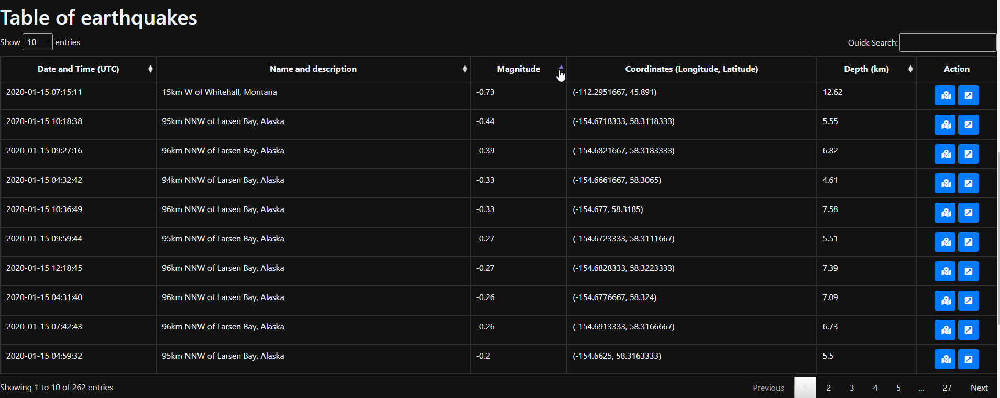 Table of earthquakes
Show 10 entries Quick Search:
Date and Time (UTC) Name and description Magnitude Coordinates (Longitude, Latitude) Depth (km) Action
2020-01-15 07:15:11 15km W of Whitehall, Montana -0.73 (-112.2951667, 45.891) 12.62
2020-01-15 10:18:38 95km NNW of Larsen Bay, Alaska -0.44 (-154.6718333, 58.3118333) 5.55
2020-01-15 09:27:16 96km NNW of Larsen Bay, Alaska -0.39 (-154.6821667, 58.3183333) 6.82
2020-01-15 04:32:42 94km NNW of Larsen Bay, Alaska -0.33 (-154.6661667, 58.3065) 4.61
2020-01-15 10:36:49 96km NNW of Larsen Bay, Alaska -0.33 (-154.677, 58.3185) 7.58
2020-01-15 09:59:44 95km NNW of Larsen Bay, Alaska -0.27 (-154.6723333, 58.3111667) 5.51
2020-01-15 12:18:45 96km NNW of Larsen Bay, Alaska -0.27 (-154.6828333, 58.3223333) 7.39
2020-01-15 04:31:40 96km NNW of Larsen Bay, Alaska -0.26 (-154.6776667, 58.324) 7.09
2020-01-15 07:42:43 96km NNW of Larsen Bay, Alaska -0.26 (-154.6913333, 58.3166667) 6.73
2020-01-15 04:59:32 95km NNW of Larsen Bay, Alaska -0.2 (-154.6625, 58.3163333) 5.5
Showing 1 to 10 of 262 entries Previous 1 2 3 4 5 ... 27 Next